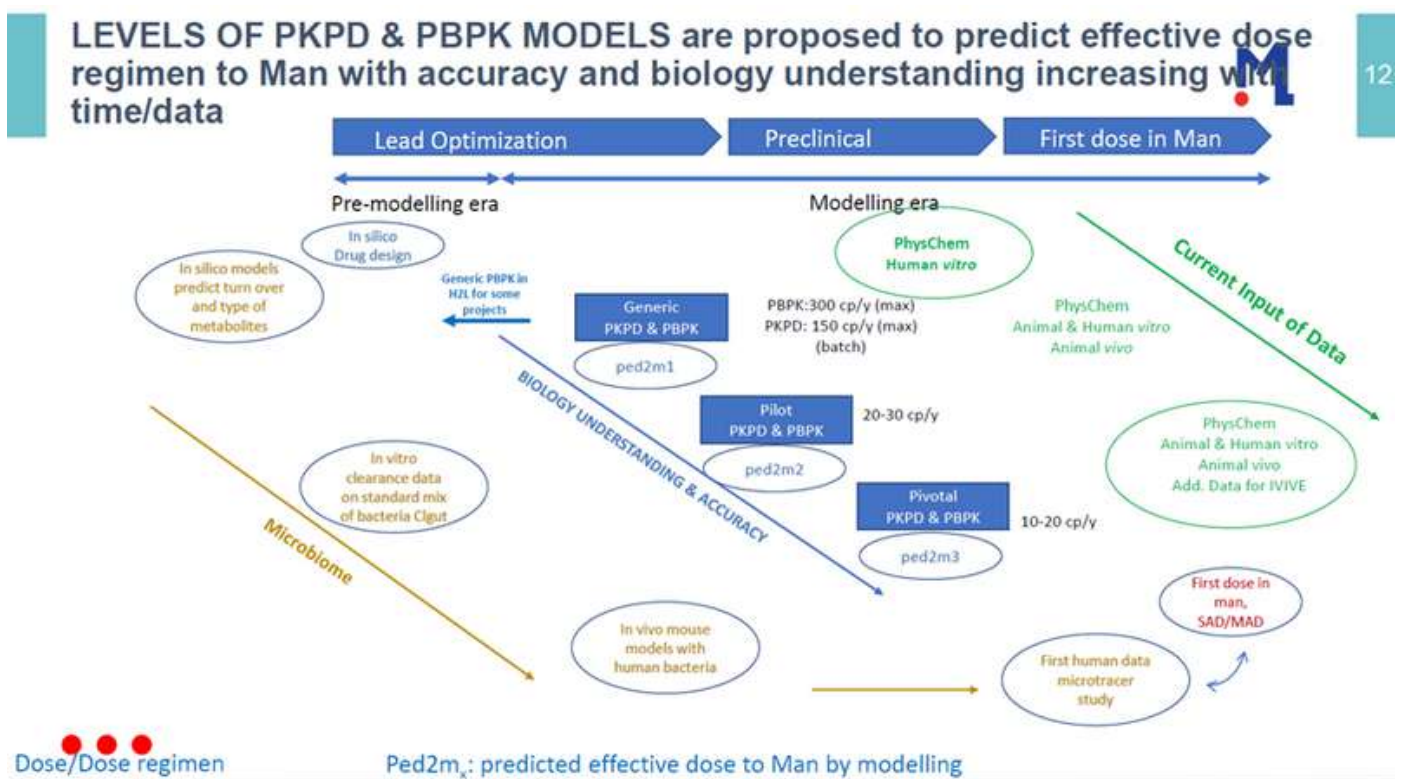 LEVELS OF PKPD & PBPK MODELS are proposed to predict effective dose
regimen to Man with accuracy and biology understanding increasing with
time/data
12
Lead Optimization
Preclinical
First dose in Man
Pre-modelling era
Modelling era
In silico
Drug design
In silico models
predict turn over
and type of
metabolites
Generic PBPK in
H2L for some
projects
Generic
PKPD & PBPK
ped2m1
PBPK:300 cp/y (max)
PKPD: 150 cp/y (max)
(batch)
PhysChem
Human vitro
PhysChem
Animal & Human vitro
Animal vivo
Current Input of Data
BIOLOGY UNDERSTANDING & ACCURACY
Pilot
PKPD & PBPK
ped2m2
20-30 cp/y
PhysChem
Animal & Human vitro
Animal vivo
Add. Data for IVIVE
In vitro
clearance data
on standard mix
of bacteria Clgut
Microbiome
Pivotal
PKPD & PBPK
ped2m3
10-20 cp/y
First dose in
man,
SAD/MAD
In vivo mouse
models with
human bacteria
First human data
microtracer
study
Dose/Dose regimen
Ped2mₓ: predicted effective dose to Man by modelling